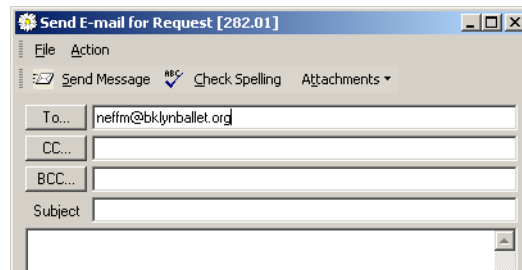 Send E-mail for Request [282.01]
File Action
Send Message ABC Check Spelling Attachments
To... neffm@bklynballet.org
CC...
BCC...
Subject